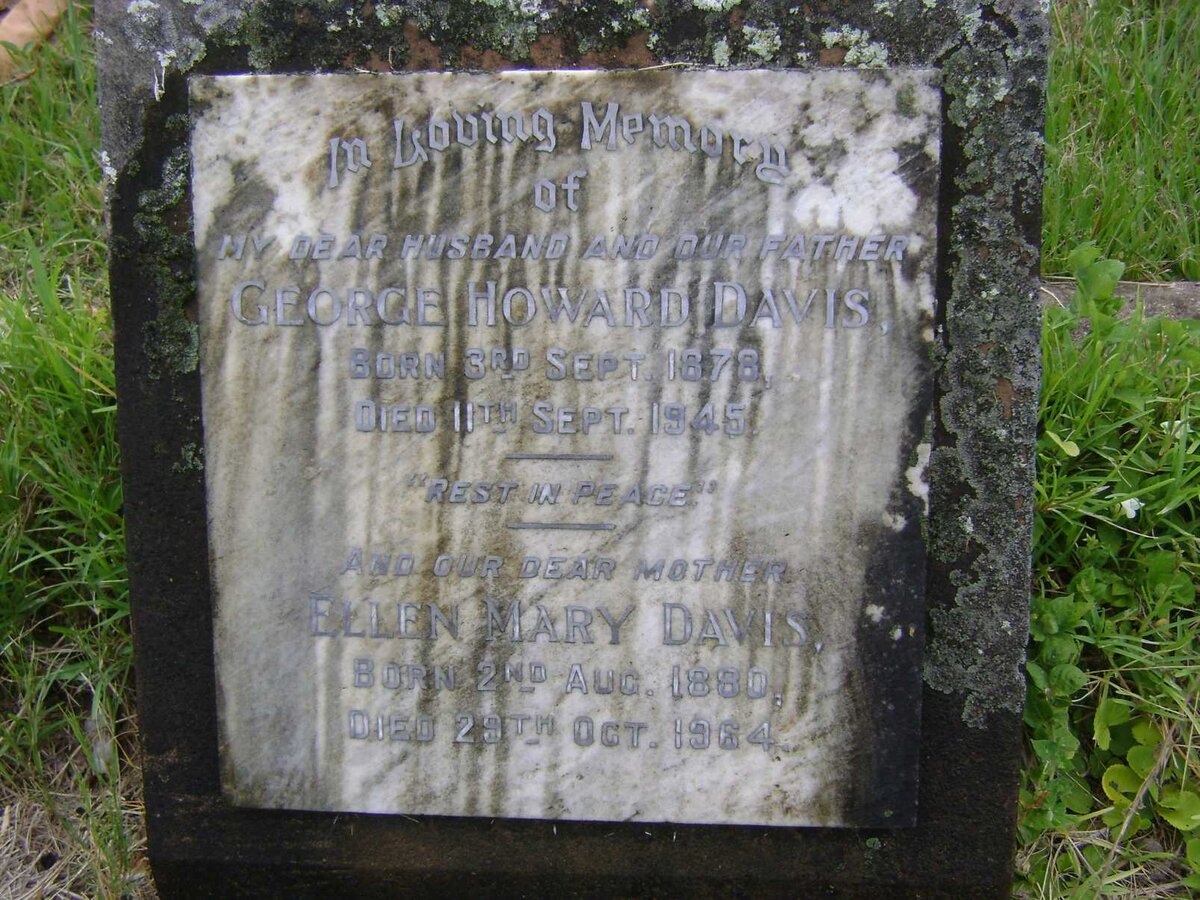 In Loving Memory
of
MY DEAR HUSBAND AND OUR FATHER
GEORGE HOWARD DAVIS,
BORN 3RD SEPT. 1878,
DIED 11TH SEPT. 1945.
"REST IN PEACE."
AND OUR DEAR MOTHER
ELLEN MARY DAVIS,
BORN 2ND AUG. 1880,
DIED 29TH OCT. 1964.